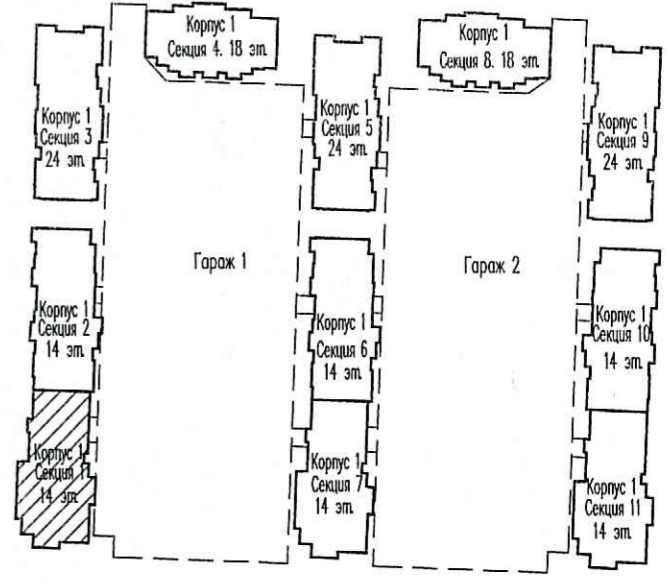 Корпус 1
Секция 4. 18 эт.
Корпус 1
Секция 8. 18 эт.
Корпус 1
Секция 3
24 эт.
Корпус 1
Секция 5
24 эт.
Корпус 1
Секция 9
24 эт.
Гараж 1
Гараж 2
Корпус 1
Секция 2
14 эт.
Корпус 1
Секция 6
14 эт.
Корпус 1
Секция 10
14 эт.
Корпус 1
Секция 1
14 эт.
Корпус 1
Секция 7
14 эт.
Корпус 1
Секция 11
14 эт.